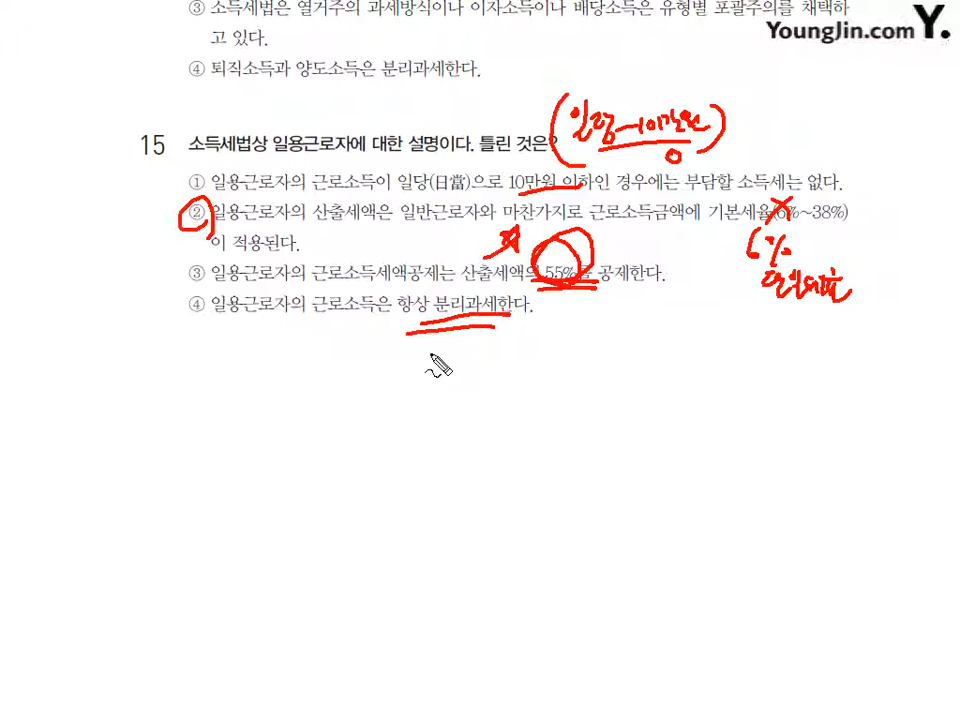 ③ 소득세법은 열거주의 과세방식이나 이자소득이나 배당소득은 유형별 포괄주의를 채택하
고 있다.
YoungJin.com Y.
④ 퇴직소득과 양도소득은 분리과세한다.
15 소득세법상 일용근로자에 대한 설명이다. 틀린 것은?
① 일용근로자의 근로소득이 일당(日當)으로 10만원 이하인 경우에는 부담할 소득세는 없다.
② 일용근로자의 산출세액은 일반근로자와 마찬가지로 근로소득금액에 기본세율(6%~38%)
이 적용된다.
6%
③ 일용근로자의 근로소득세액공제는 산출세액의 55%를 공제한다.
④ 일용근로자의 근로소득은 항상 분리과세한다.